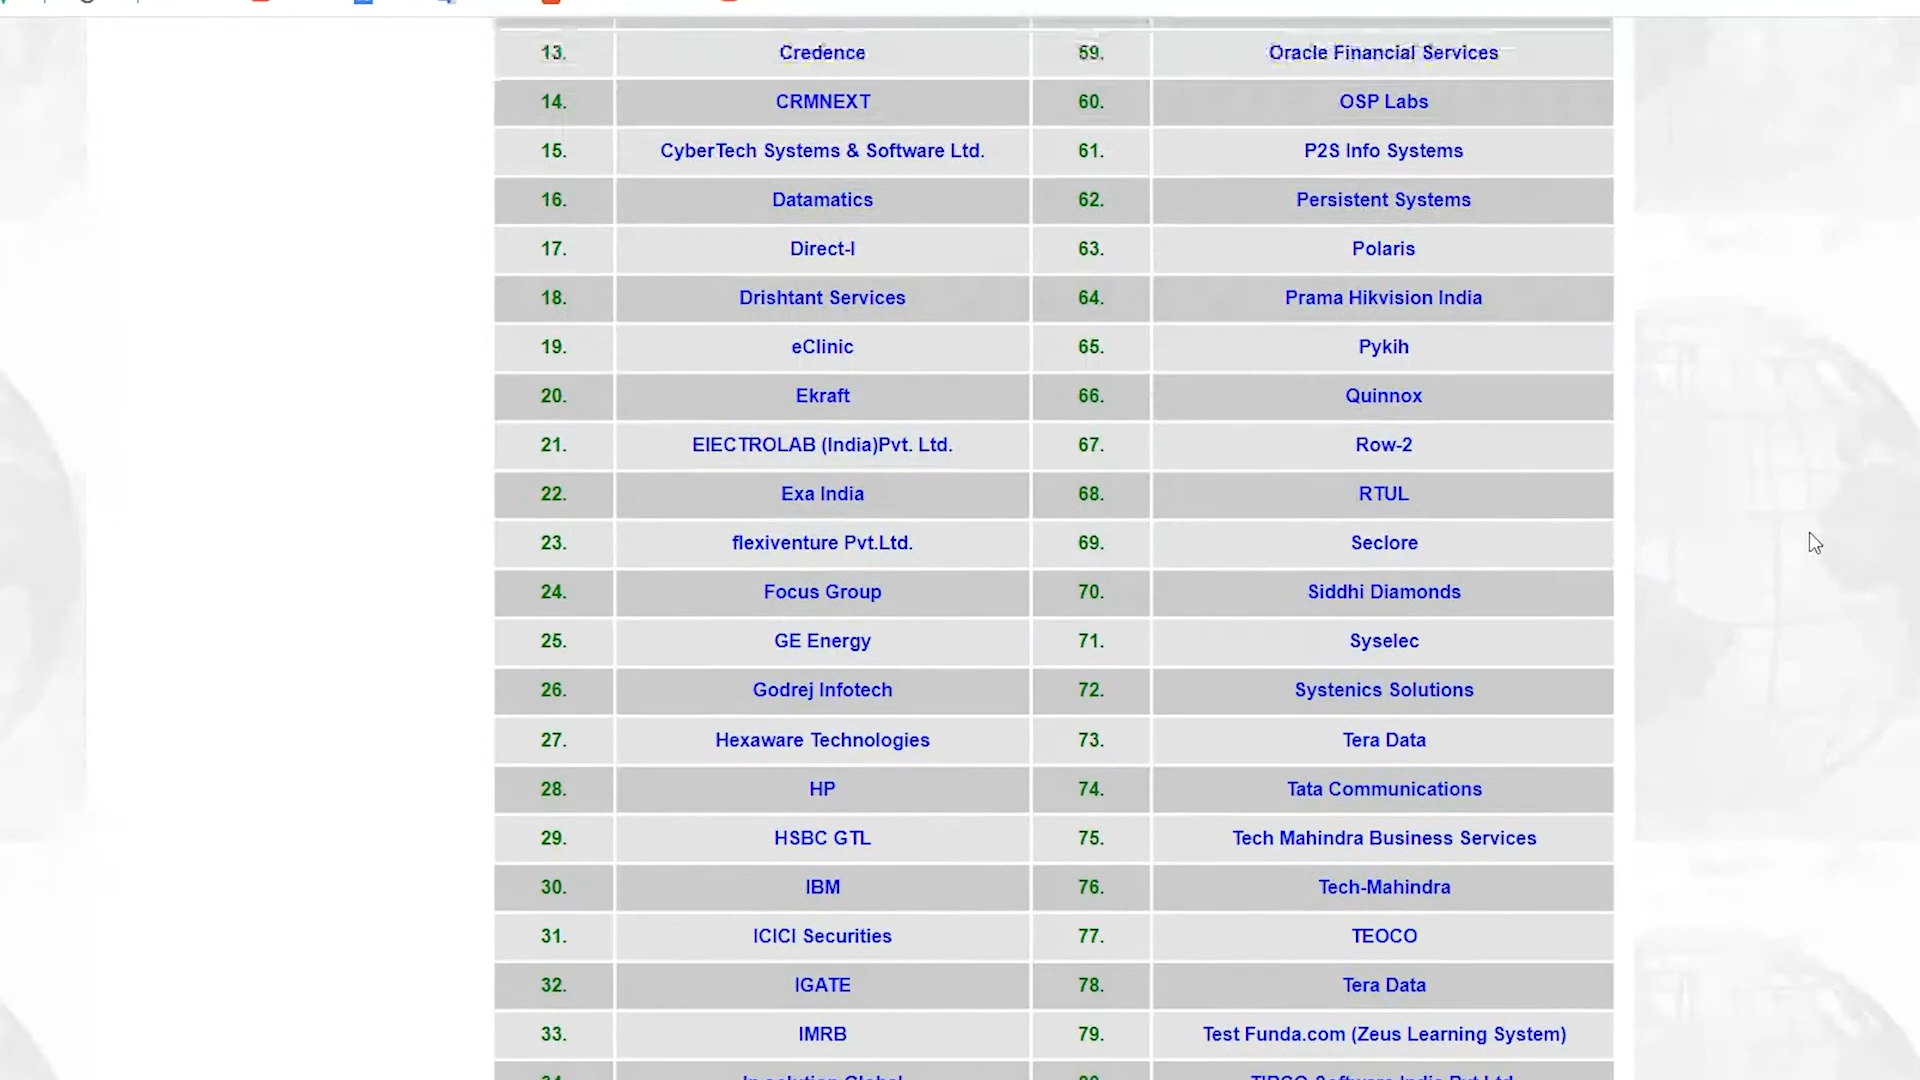 13. Credence 59. Oracle Financial Services
14. CRMNEXT 60. OSP Labs
15. CyberTech Systems & Software Ltd. 61. P2S Info Systems
16. Datamatics 62. Persistent Systems
17. Direct-I 63. Polaris
18. Drishtant Services 64. Prama Hikvision India
19. eClinic 65. Pykih
20. Ekraft 66. Quinnox
21. ElECTROLAB (India)Pvt. Ltd. 67. Row-2
22. Exa India 68. RTUL
23. flexiventure Pvt.Ltd. 69. Seclore
24. Focus Group 70. Siddhi Diamonds
25. GE Energy 71. Syselec
26. Godrej Infotech 72. Systenics Solutions
27. Hexaware Technologies 73. Tera Data
28. HP 74. Tata Communications
29. HSBC GTL 75. Tech Mahindra Business Services
30. IBM 76. Tech-Mahindra
31. ICICI Securities 77. TEOCO
32. IGATE 78. Tera Data
33. IMRB 79. Test Funda.com (Zeus Learning System)